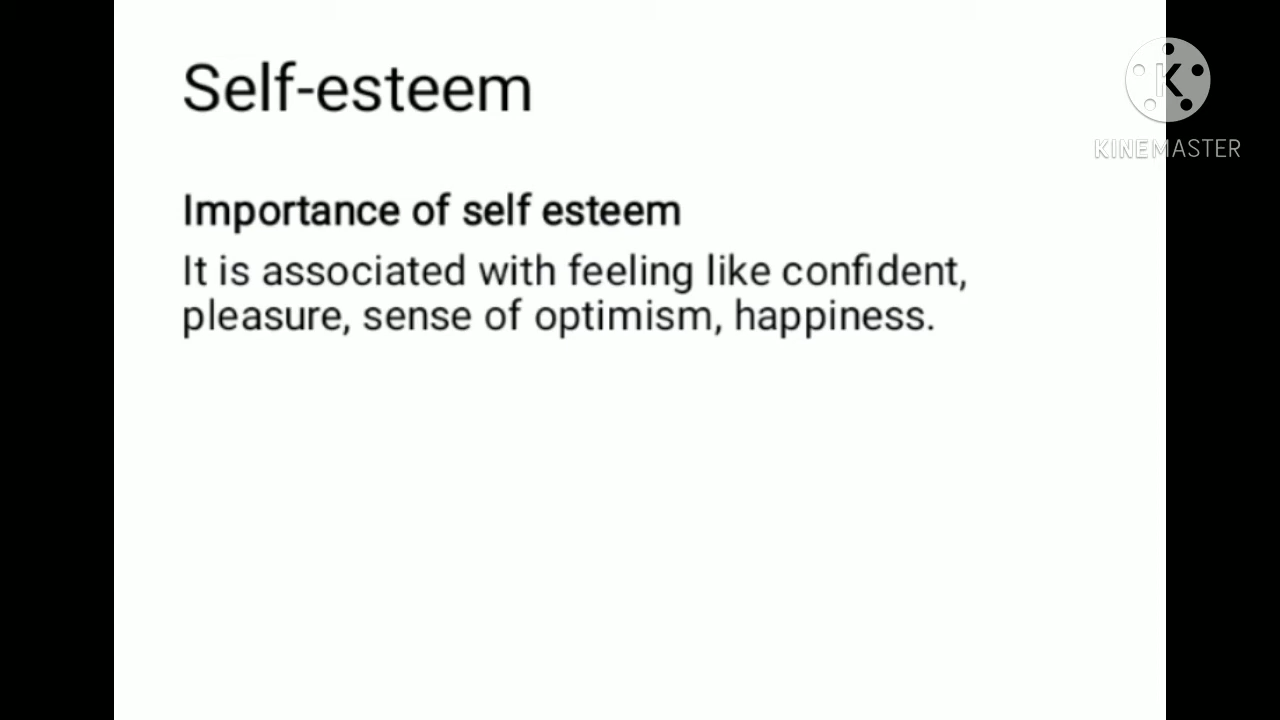 Self-esteem
K
KINEMASTER
Importance of self esteem
It is associated with feeling like confident,
pleasure, sense of optimism, happiness.